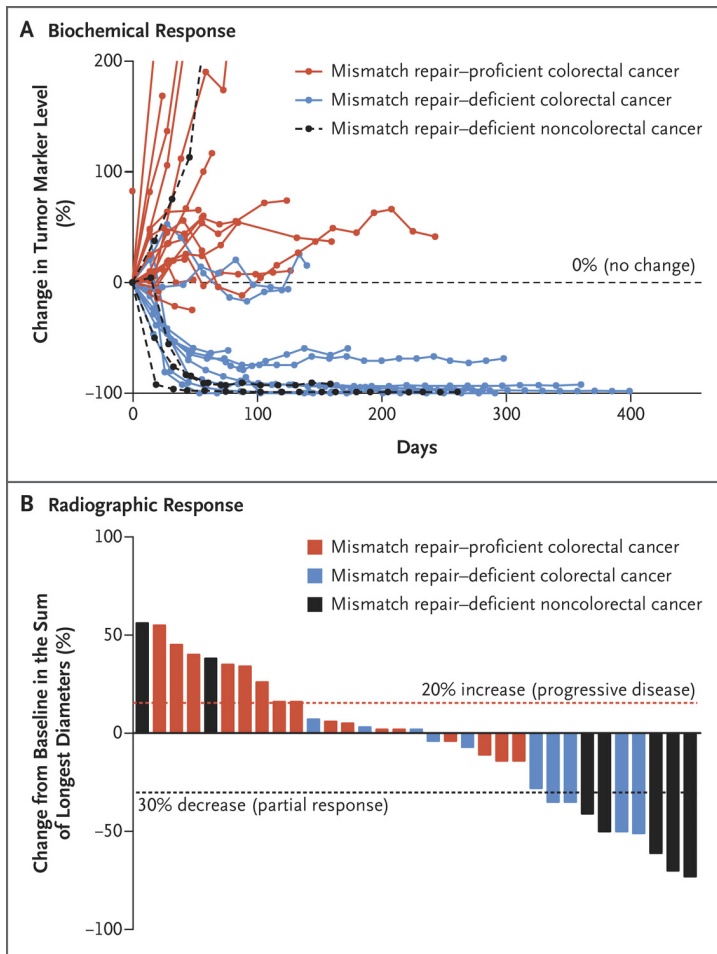 A Biochemical Response
200
100
0
−100
Change in Tumor Marker Level
(%)
Mismatch repair–proficient colorectal cancer
Mismatch repair–deficient colorectal cancer
Mismatch repair–deficient noncolorectal cancer
0% (no change)
0
100
200
300
400
Days
B Radiographic Response
100
50
0
−50
−100
Change from Baseline in the Sum
of Longest Diameters (%)
Mismatch repair–proficient colorectal cancer
Mismatch repair–deficient colorectal cancer
Mismatch repair–deficient noncolorectal cancer
20% increase (progressive disease)
30% decrease (partial response)